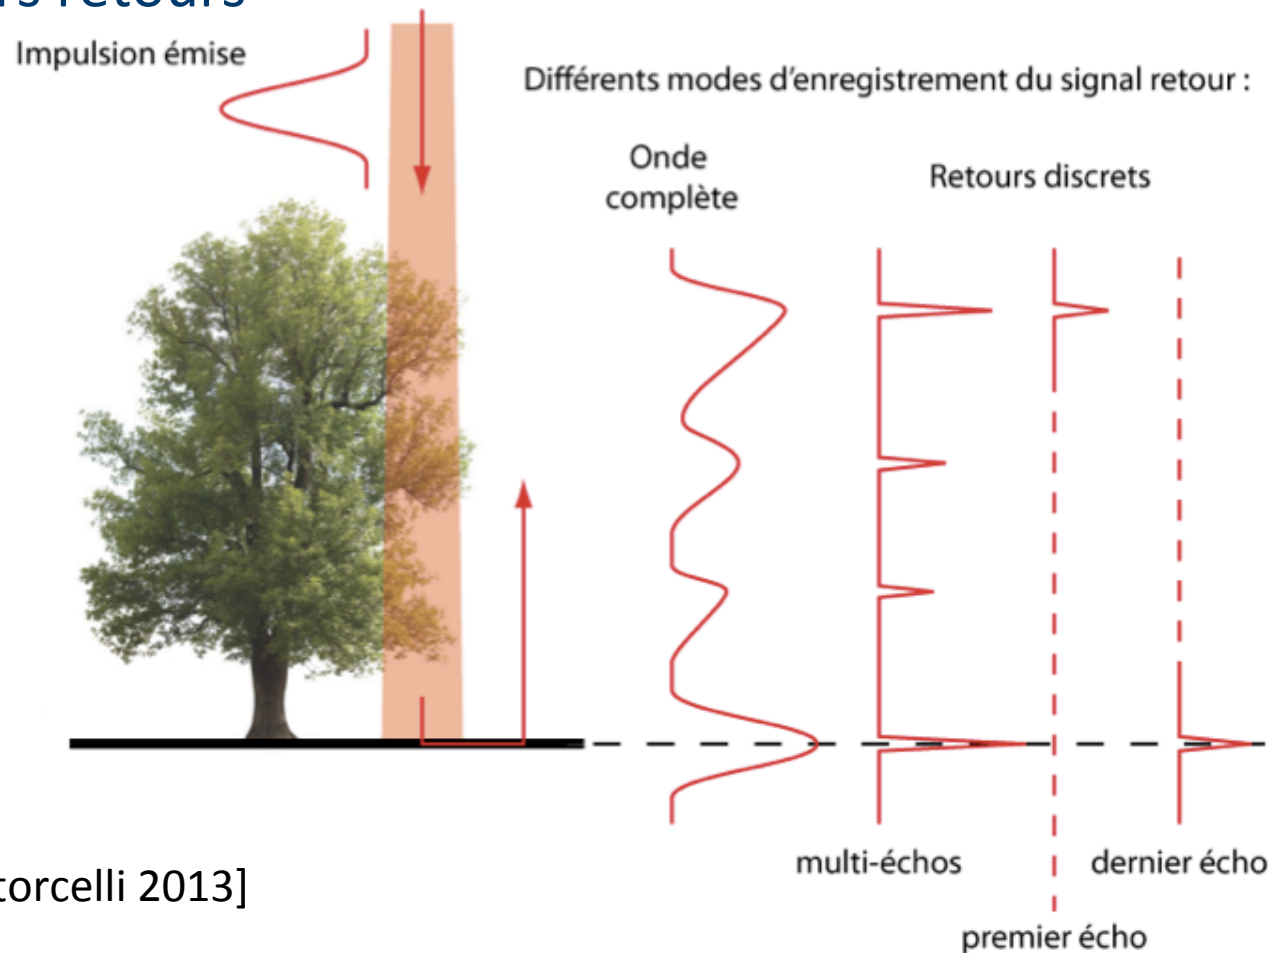 retours
Impulsion émise
Différents modes d'enregistrement du signal retour :
Onde
complète
Retours discrets
multi-échos
dernier écho
premier écho
2013]